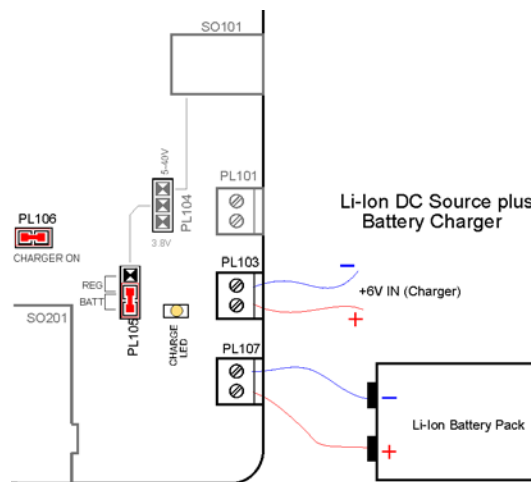 SO101
5-40V
PL104
3.8V
PL101
PL106
CHARGER ON
Li-Ion DC Source plus
Battery Charger
PL103
+6V IN (Charger)
−
+
REG
BATT
PL105
SO201
CHARGE
LED
PL107
Li-Ion Battery Pack
−
+